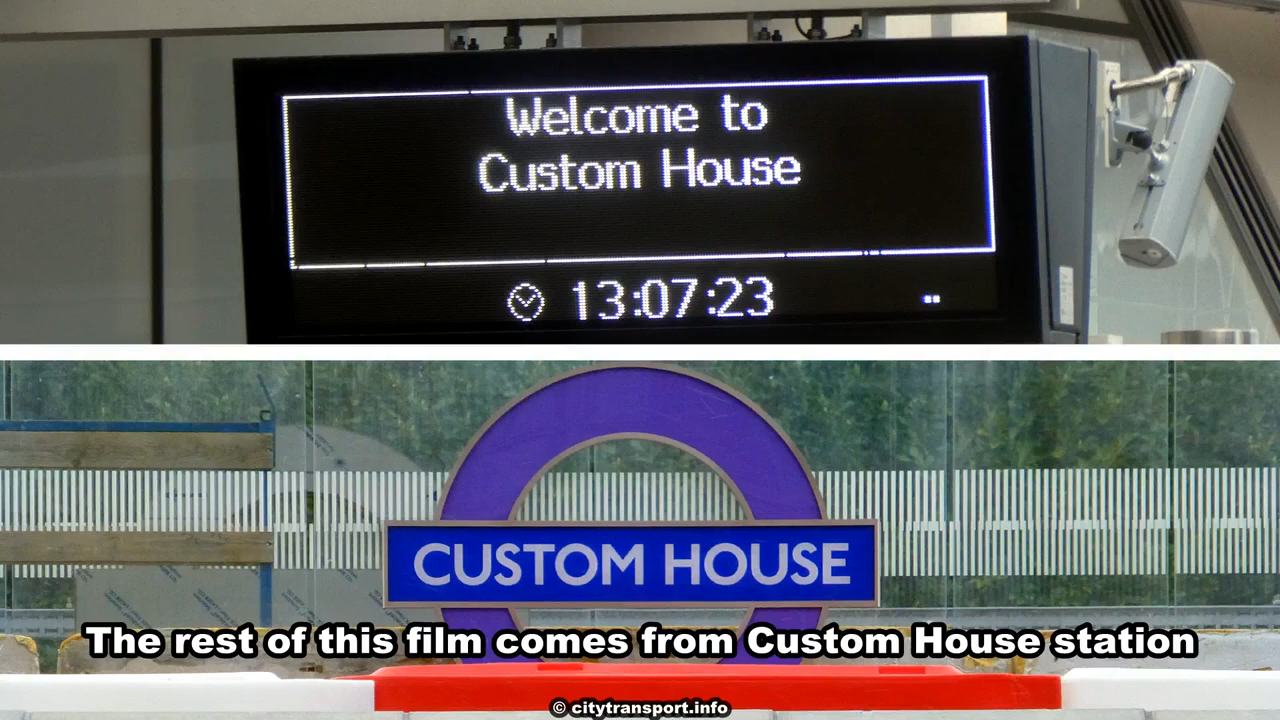 Welcome to
Custom House
13:07:23
CUSTOM HOUSE
The rest of this film comes from Custom House station
© citytransport.info